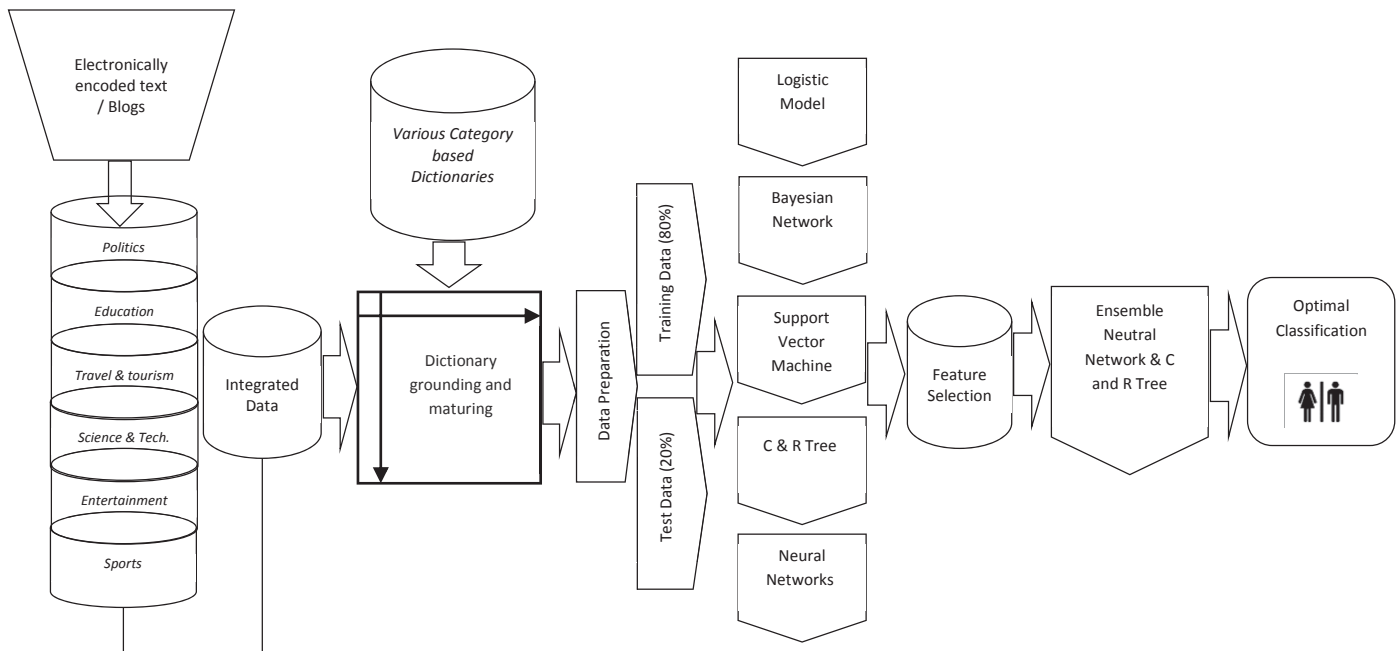 Electronically
encoded text
/ Blogs
Politics
Education
Travel & tourism
Science & Tech.
Entertainment
Sports
Integrated
Data
Various Category
based
Dictionaries
Dictionary
grounding and
maturing
Data Preparation
Training Data (80%)
Test Data (20%)
Logistic
Model
Bayesian
Network
Support
Vector
Machine
C & R Tree
Neural
Networks
Feature
Selection
Ensemble
Neutral
Network & C
and R Tree
Optimal
Classification